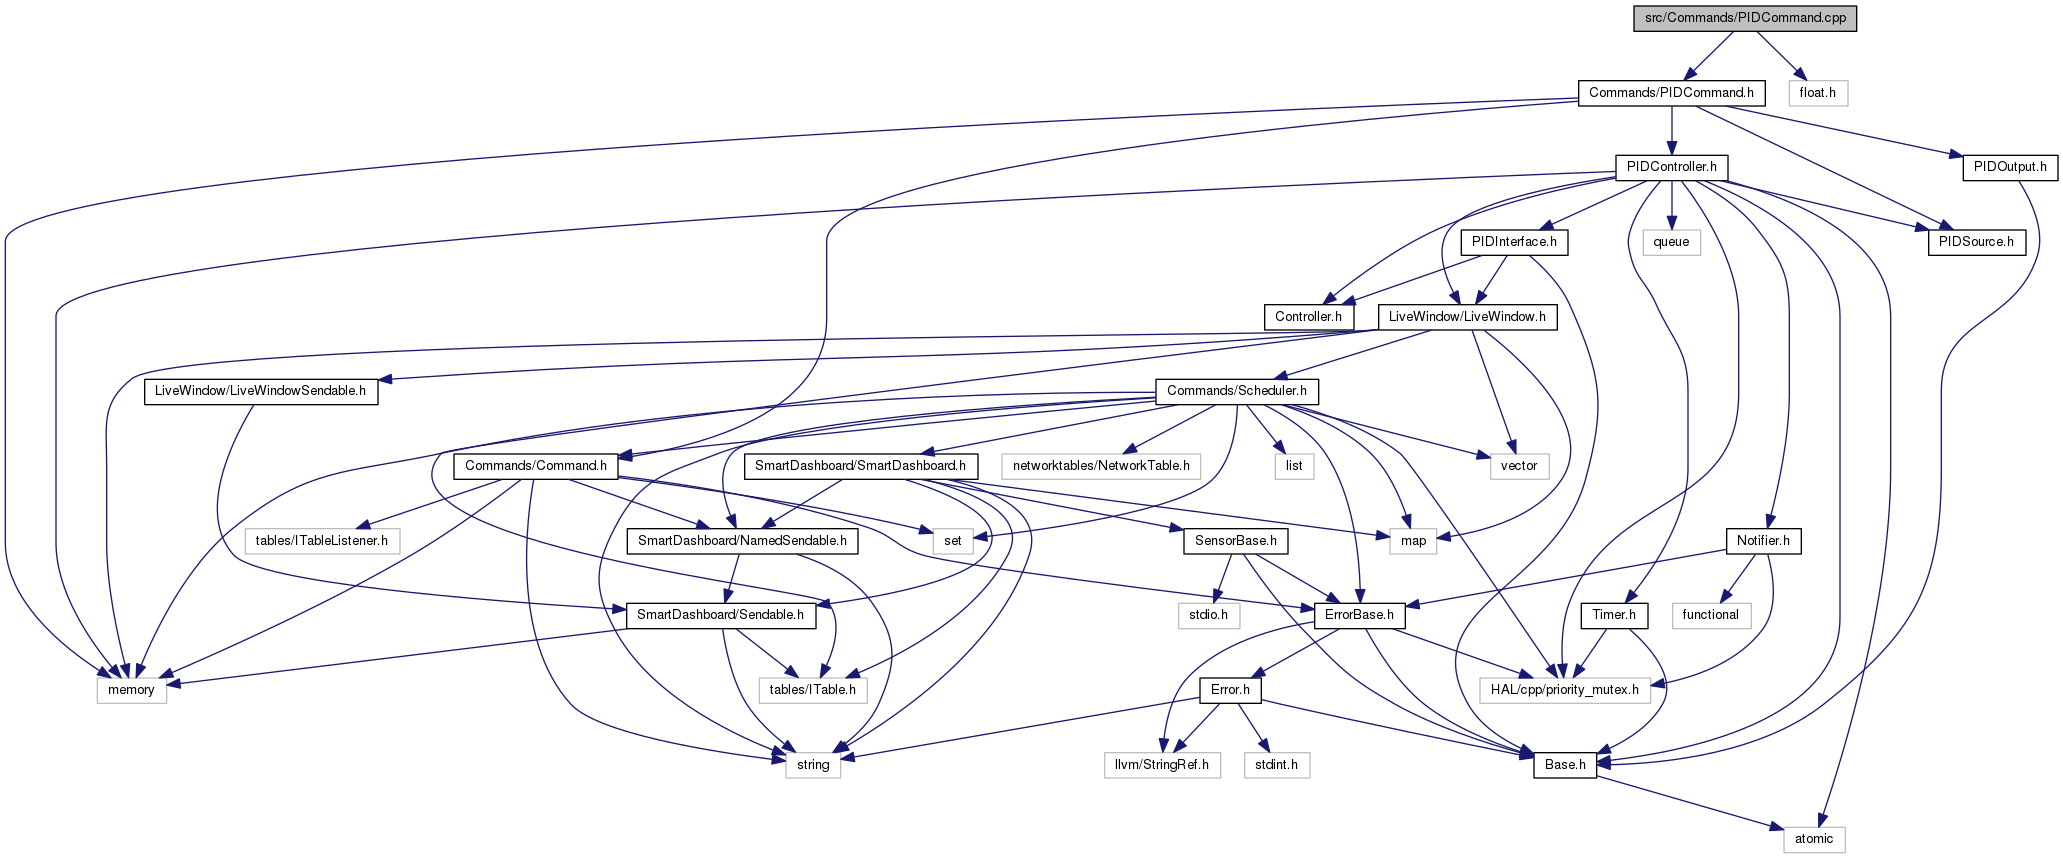 src/Commands/PIDCommand.cpp
Commands/PIDCommand.h
float.h
PIDController.h
PIDOutput.h
PIDInterface.h
queue
PIDSource.h
Controller.h
LiveWindow/LiveWindow.h
LiveWindow/LiveWindowSendable.h
Commands/Scheduler.h
Commands/Command.h
SmartDashboard/SmartDashboard.h
networktables/NetworkTable.h
list
vector
tables/ITableListener.h
SmartDashboard/NamedSendable.h
set
SensorBase.h
map
Notifier.h
SmartDashboard/Sendable.h
stdio.h
ErrorBase.h
Timer.h
functional
memory
tables/ITable.h
Error.h
HAL/cpp/priority_mutex.h
string
llvm/StringRef.h
stdint.h
Base.h
atomic